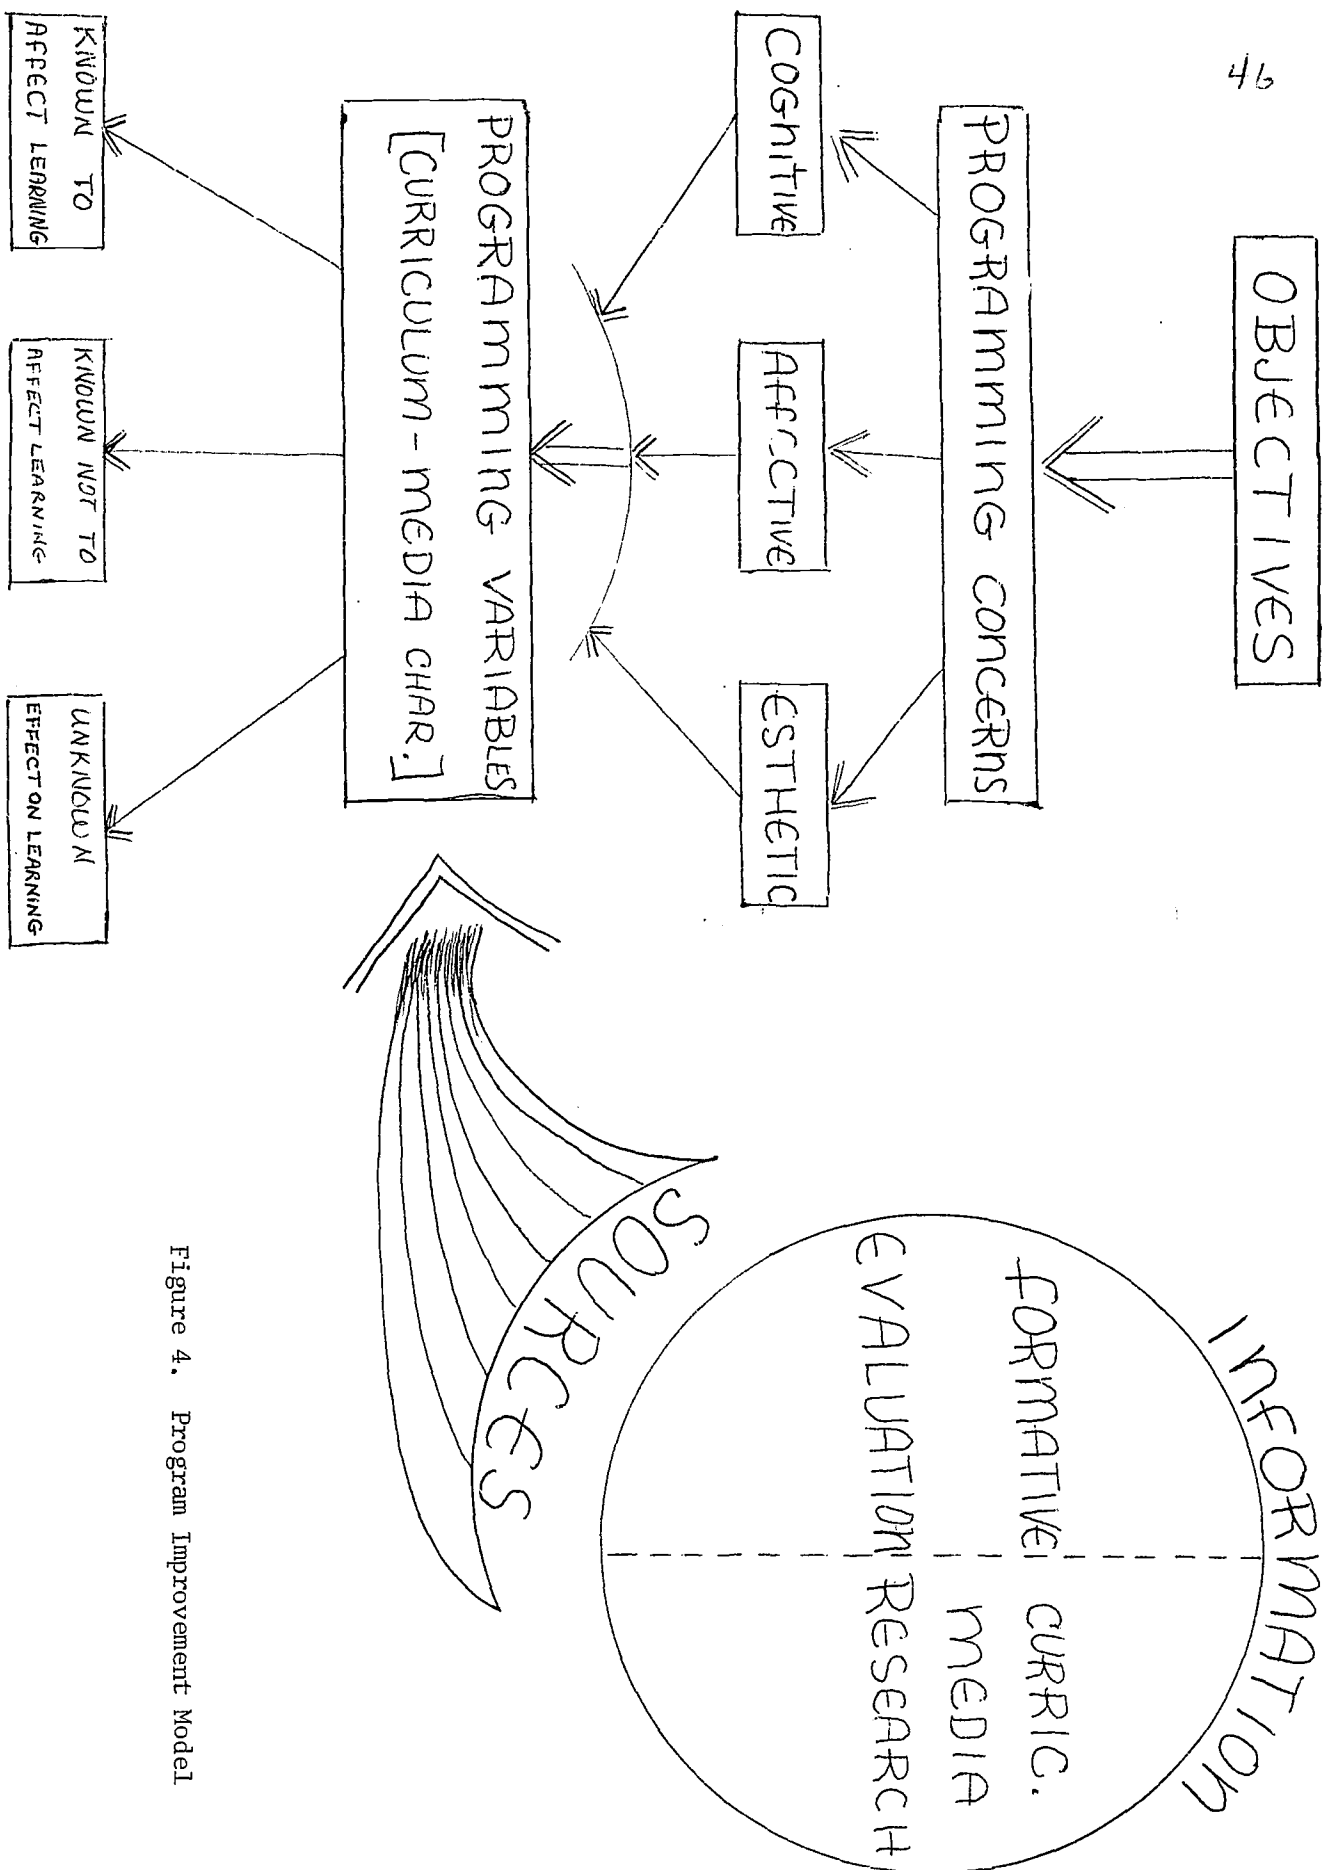 46
OBJECTIVES
PROGRAMMING CONCERNS
COGNITIVE
AFFECTIVE
ESTHETIC
PROGRAMMING VARIABLES
[CURRICULUM-MEDIA CHAR.]
KNOWN TO
AFFECT LEARNING
KNOWN NOT TO
AFFECT LEARNING
UNKNOWN
EFFECT ON LEARNING
INFORMATION
FORMATIVE
EVALUATION
CURRIC.
MEDIA
RESEARCH
SOURCES
Figure 4. Program Improvement Model